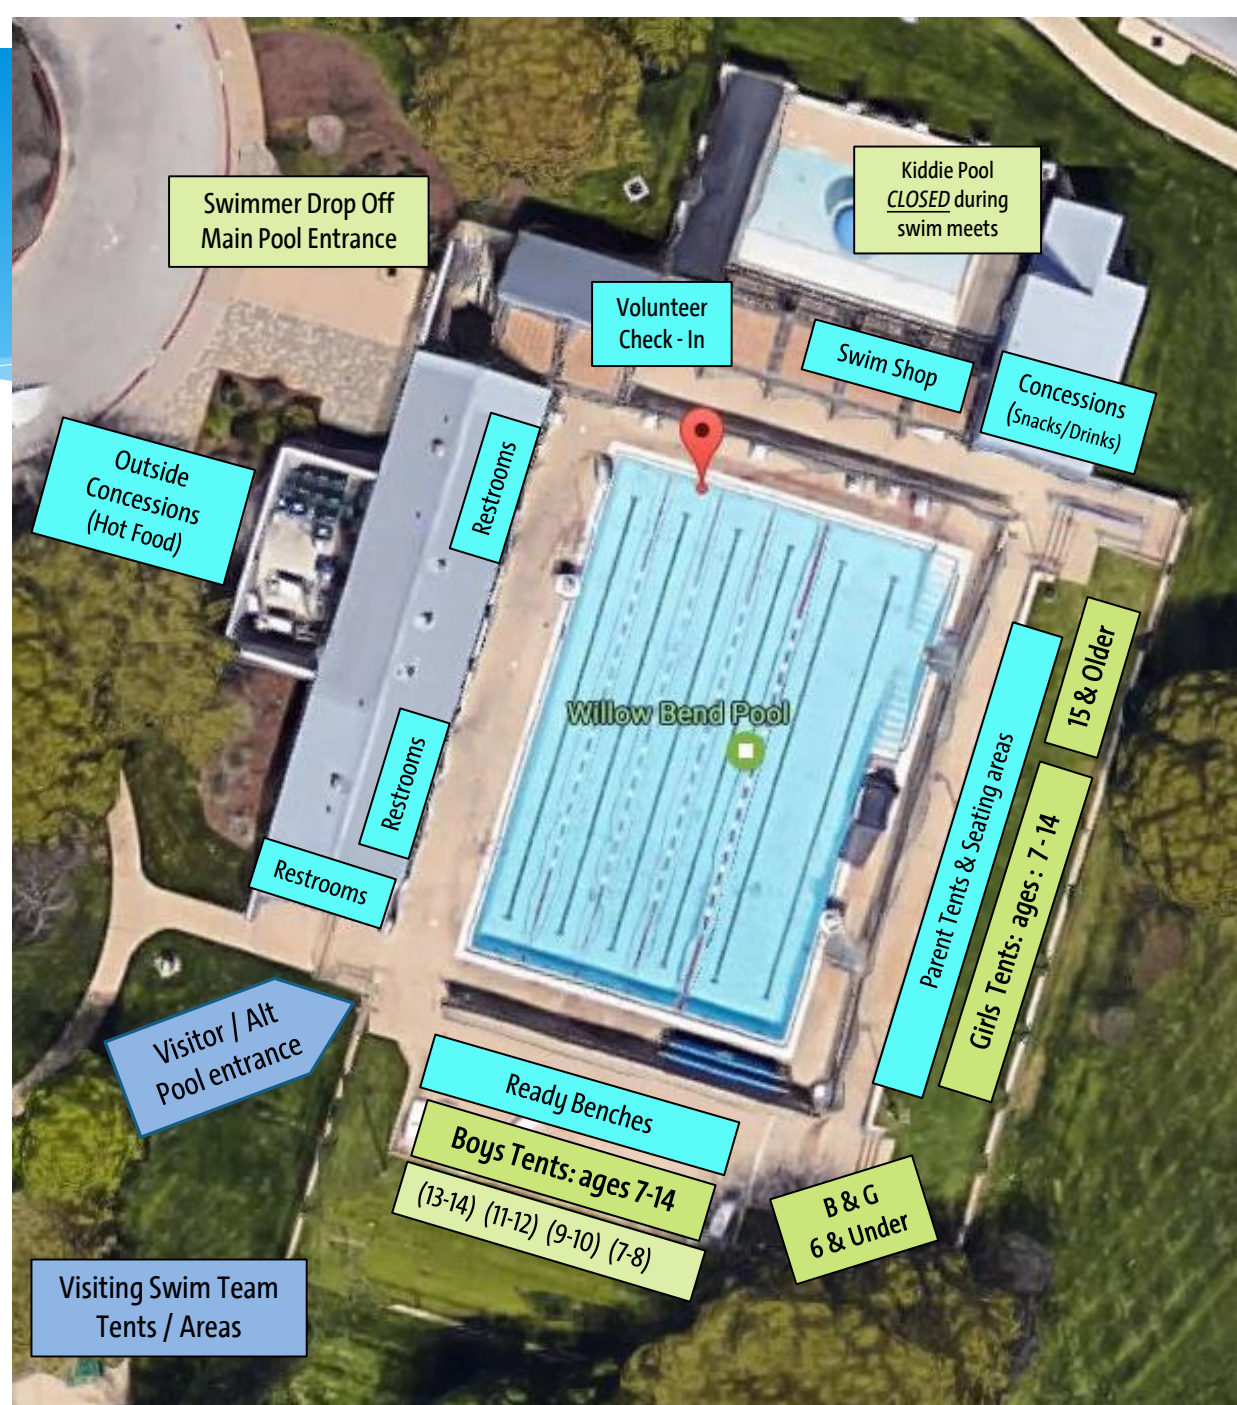 Swimmer Drop Off
Main Pool Entrance
Kiddie Pool
CLOSED during
swim meets
Volunteer
Check - In
Swim Shop
Concessions
(Snacks/Drinks)
Outside
Concessions
(Hot Food)
Restrooms
Willow Bend Pool
15 & Older
Restrooms
Parent Tents & Seating areas
Girls Tents: ages : 7 - 14
Restrooms
Visitor / Alt
Pool entrance
Ready Benches
Boys Tents: ages 7-14
(13-14) (11-12) (9-10) (7-8)
B & G
6 & Under
Visiting Swim Team
Tents / Areas